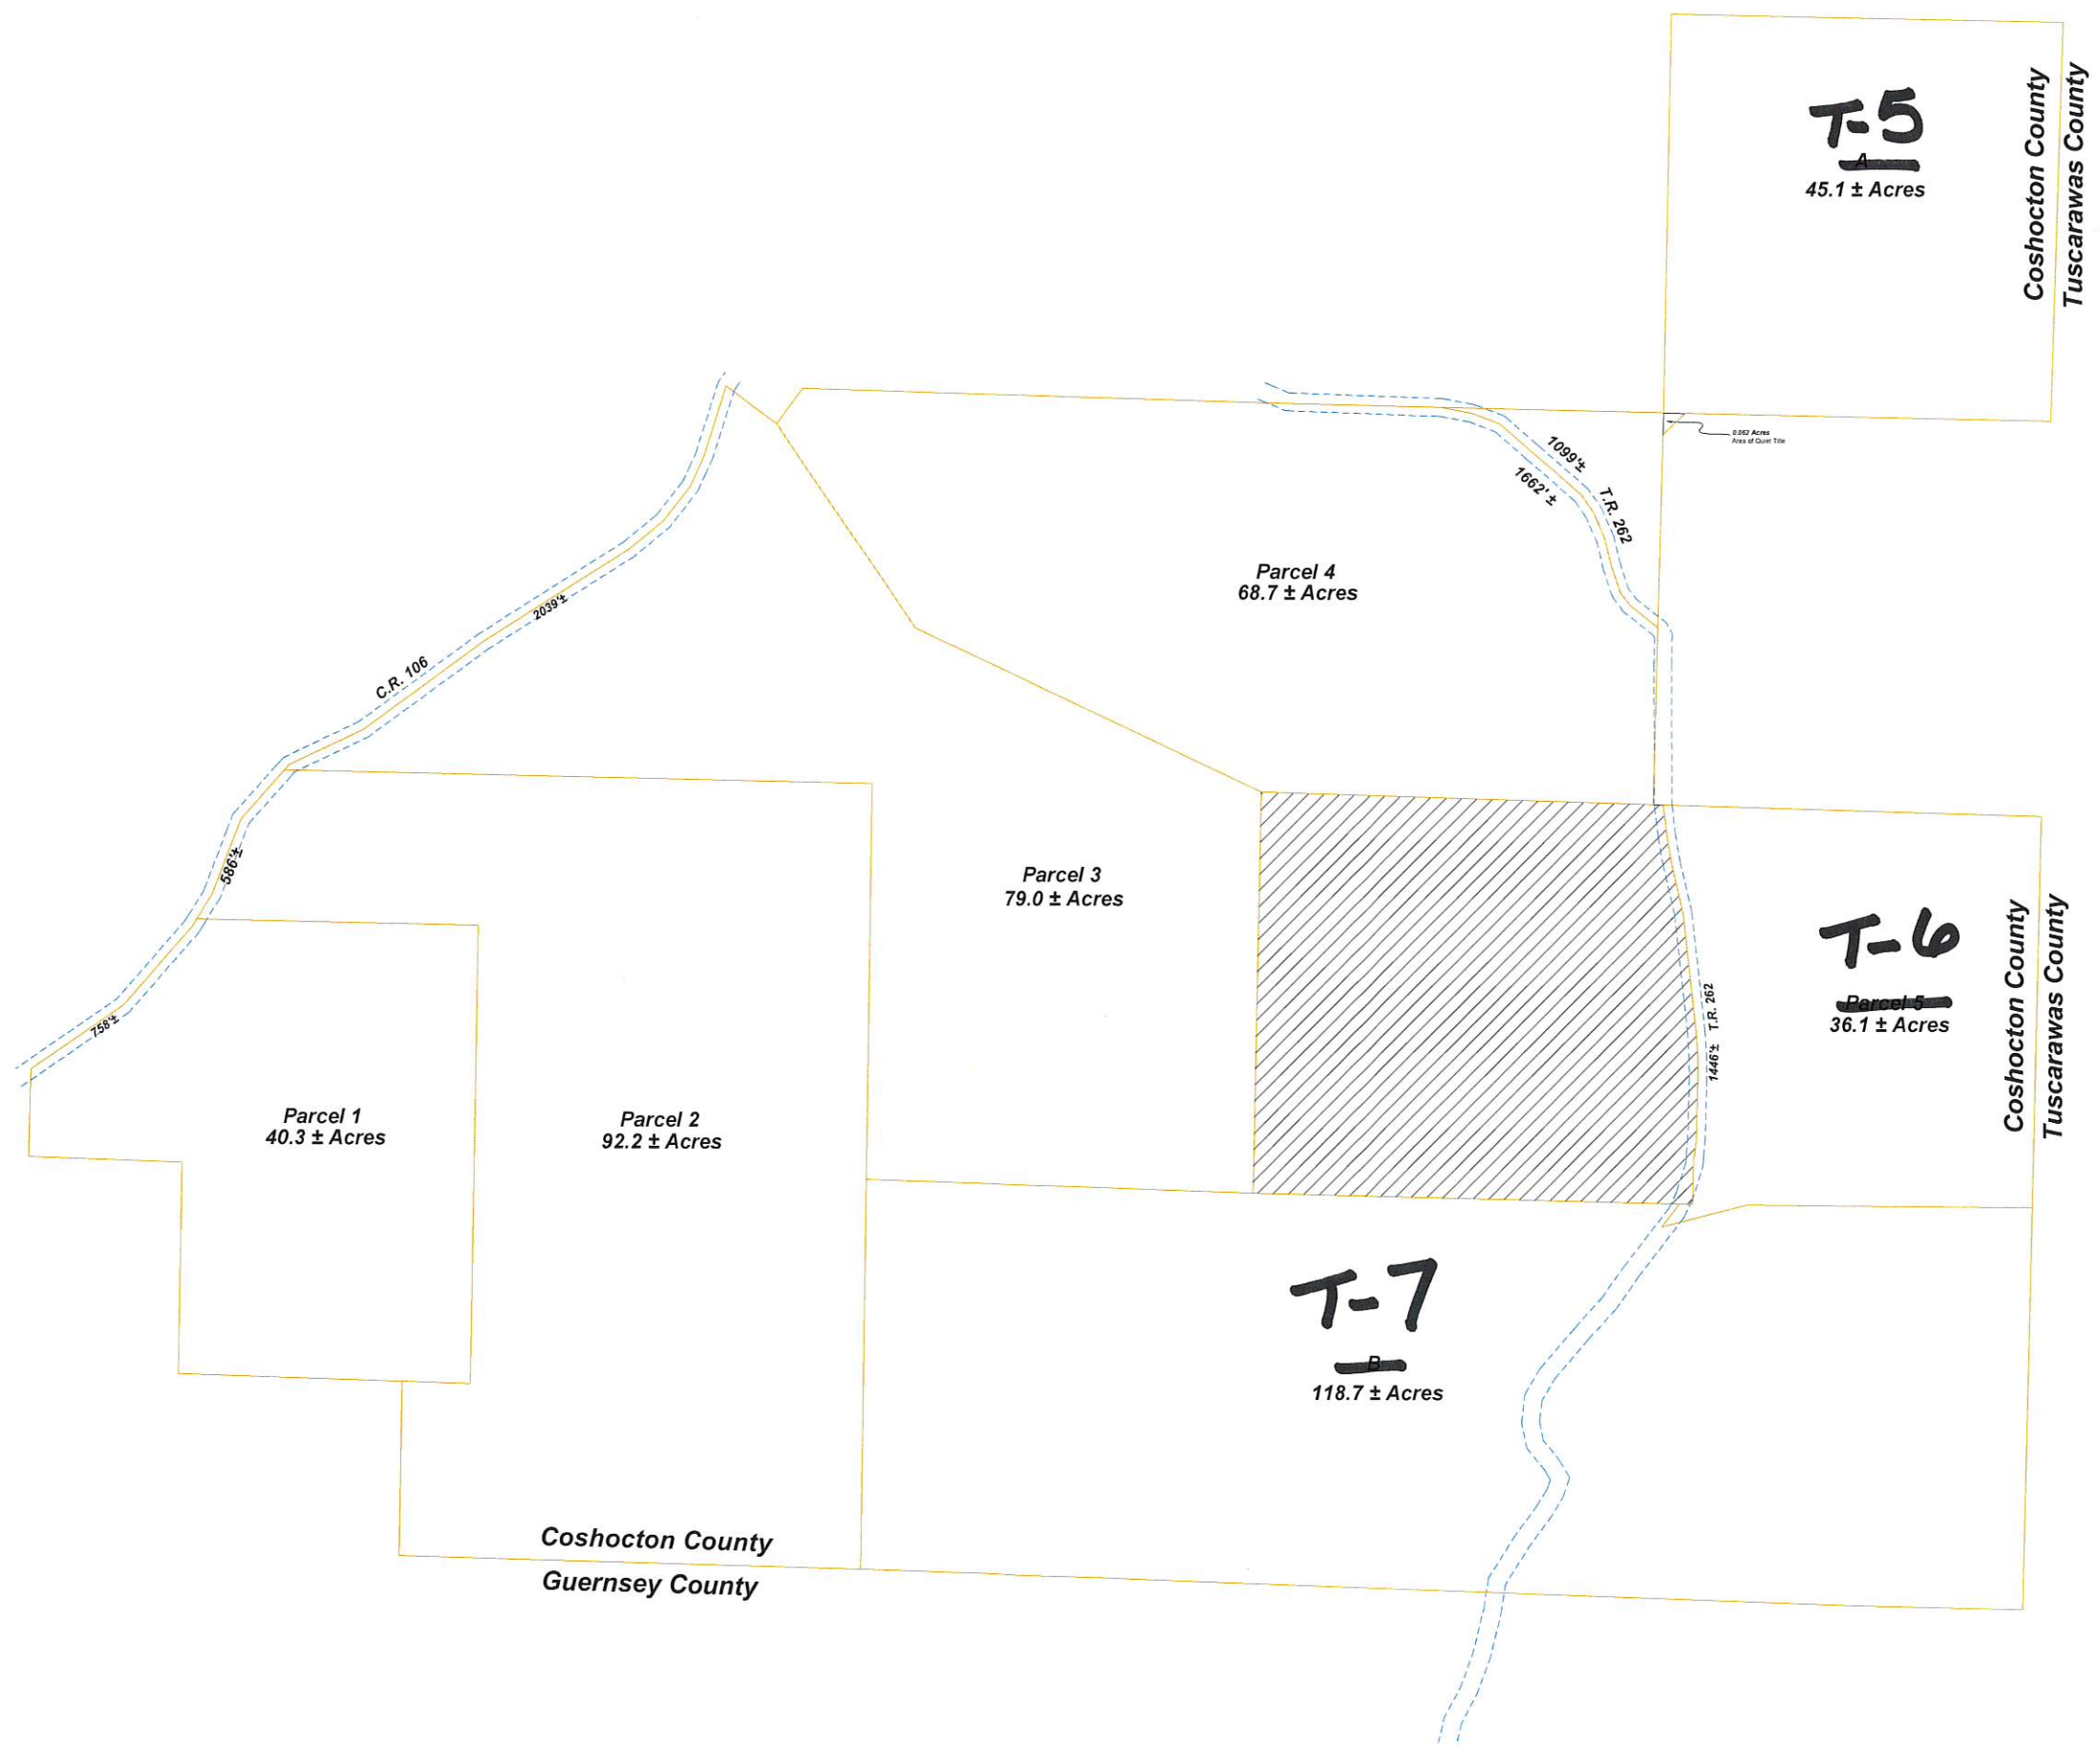 T-5
A
45.1 ± Acres
Coshocton County
Tuscarawas County
0.052 Acres
Area of Quiet Title
1099'±
1662'±
T.R. 262
Parcel 4
68.7 ± Acres
2039'±
C.R. 106
586'±
Parcel 3
79.0 ± Acres
T-6
Parcel 5
36.1 ± Acres
Coshocton County
Tuscarawas County
1446'± T.R. 262
758'±
Parcel 1
40.3 ± Acres
Parcel 2
92.2 ± Acres
T-7
B
118.7 ± Acres
Coshocton County
Guernsey County